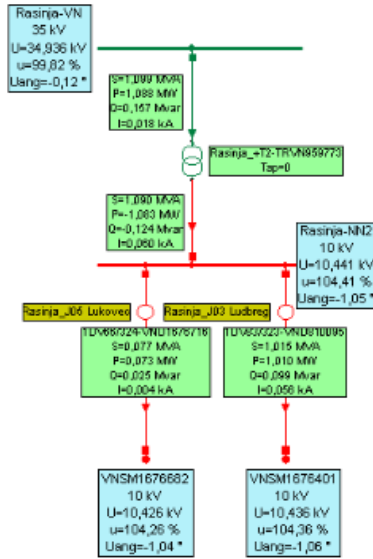 Rasinja-VN
35 kV
U=34,936 kV
u=99,82 %
Uang=-0,12 °
S=1,099 MVA
P=1,088 MW
Q=0,157 Mvar
I=0,018 kA
Rasinja_+T2-TRVN959773
Tap=0
S=1,090 MVA
P=-1,083 MW
Q=-0,124 Mvar
I=0,060 kA
Rasinja-NN2
10 kV
U=10,441 kV
u=104,41 %
Uang=-1,05 °
Rasinja_J05 Lukovec
Rasinja_J03 Ludbreg
S=0,077 MVA
P=0,073 MW
Q=0,025 Mvar
I=0,004 kA
S=1,015 MVA
P=1,010 MW
Q=0,099 Mvar
I=0,056 kA
VNSM1676682
10 kV
U=10,426 kV
u=104,26 %
Uang=-1,04 °
VNSM1676401
10 kV
U=10,436 kV
u=104,36 %
Uang=-1,06 °